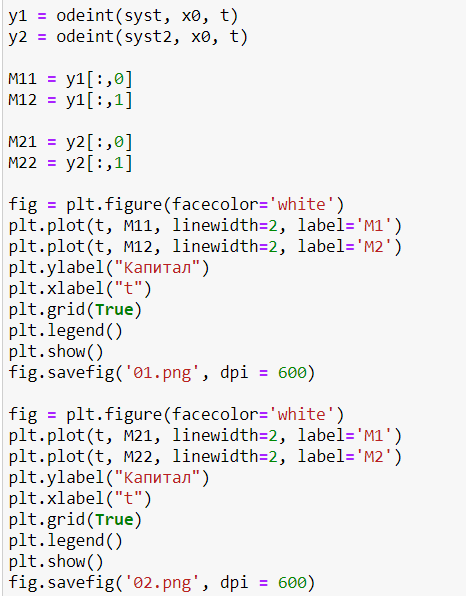 y1 = odeint(syst, x0, t)
y2 = odeint(syst2, x0, t)

M11 = y1[:,0]
M12 = y1[:,1]

M21 = y2[:,0]
M22 = y2[:,1]

fig = plt.figure(facecolor='white')
plt.plot(t, M11, linewidth=2, label='M1')
plt.plot(t, M12, linewidth=2, label='M2')
plt.ylabel("Капитал")
plt.xlabel("t")
plt.grid(True)
plt.legend()
plt.show()
fig.savefig('01.png', dpi = 600)

fig = plt.figure(facecolor='white')
plt.plot(t, M21, linewidth=2, label='M1')
plt.plot(t, M22, linewidth=2, label='M2')
plt.ylabel("Капитал")
plt.xlabel("t")
plt.grid(True)
plt.legend()
plt.show()
fig.savefig('02.png', dpi = 600)